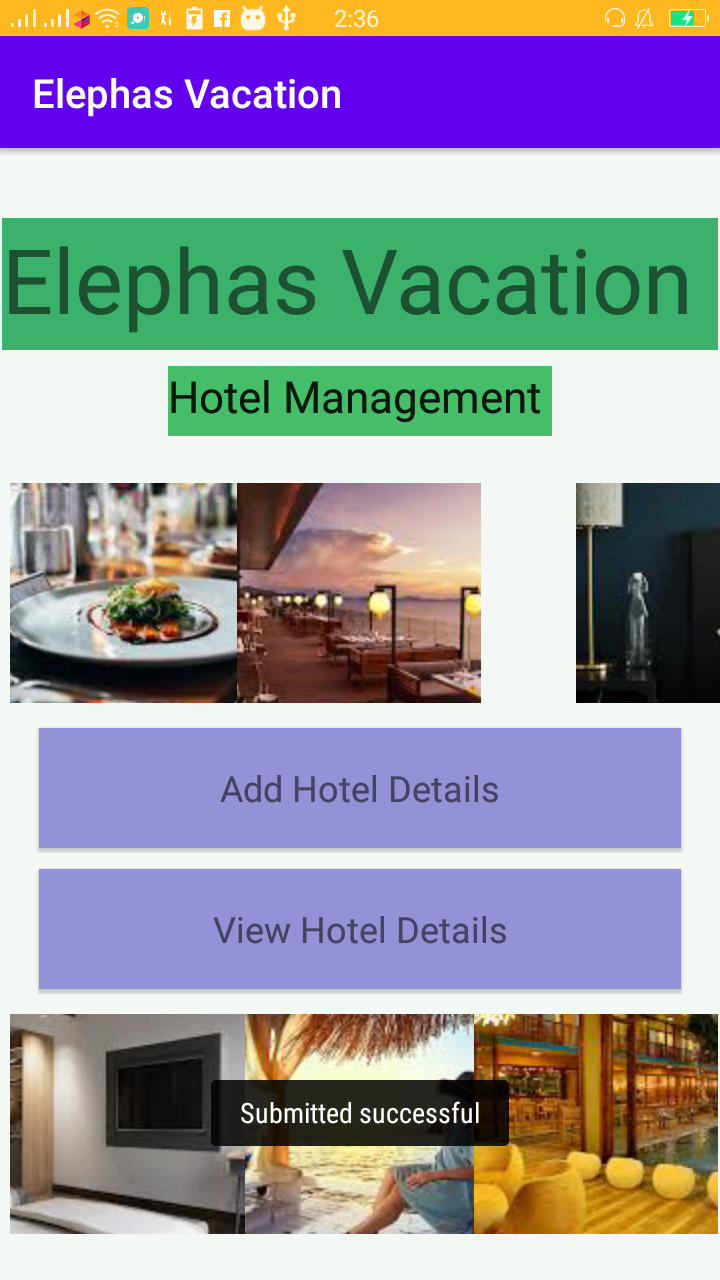 2:36
Elephas Vacation
Elephas Vacation
Hotel Management
Add Hotel Details
View Hotel Details
Submitted successful